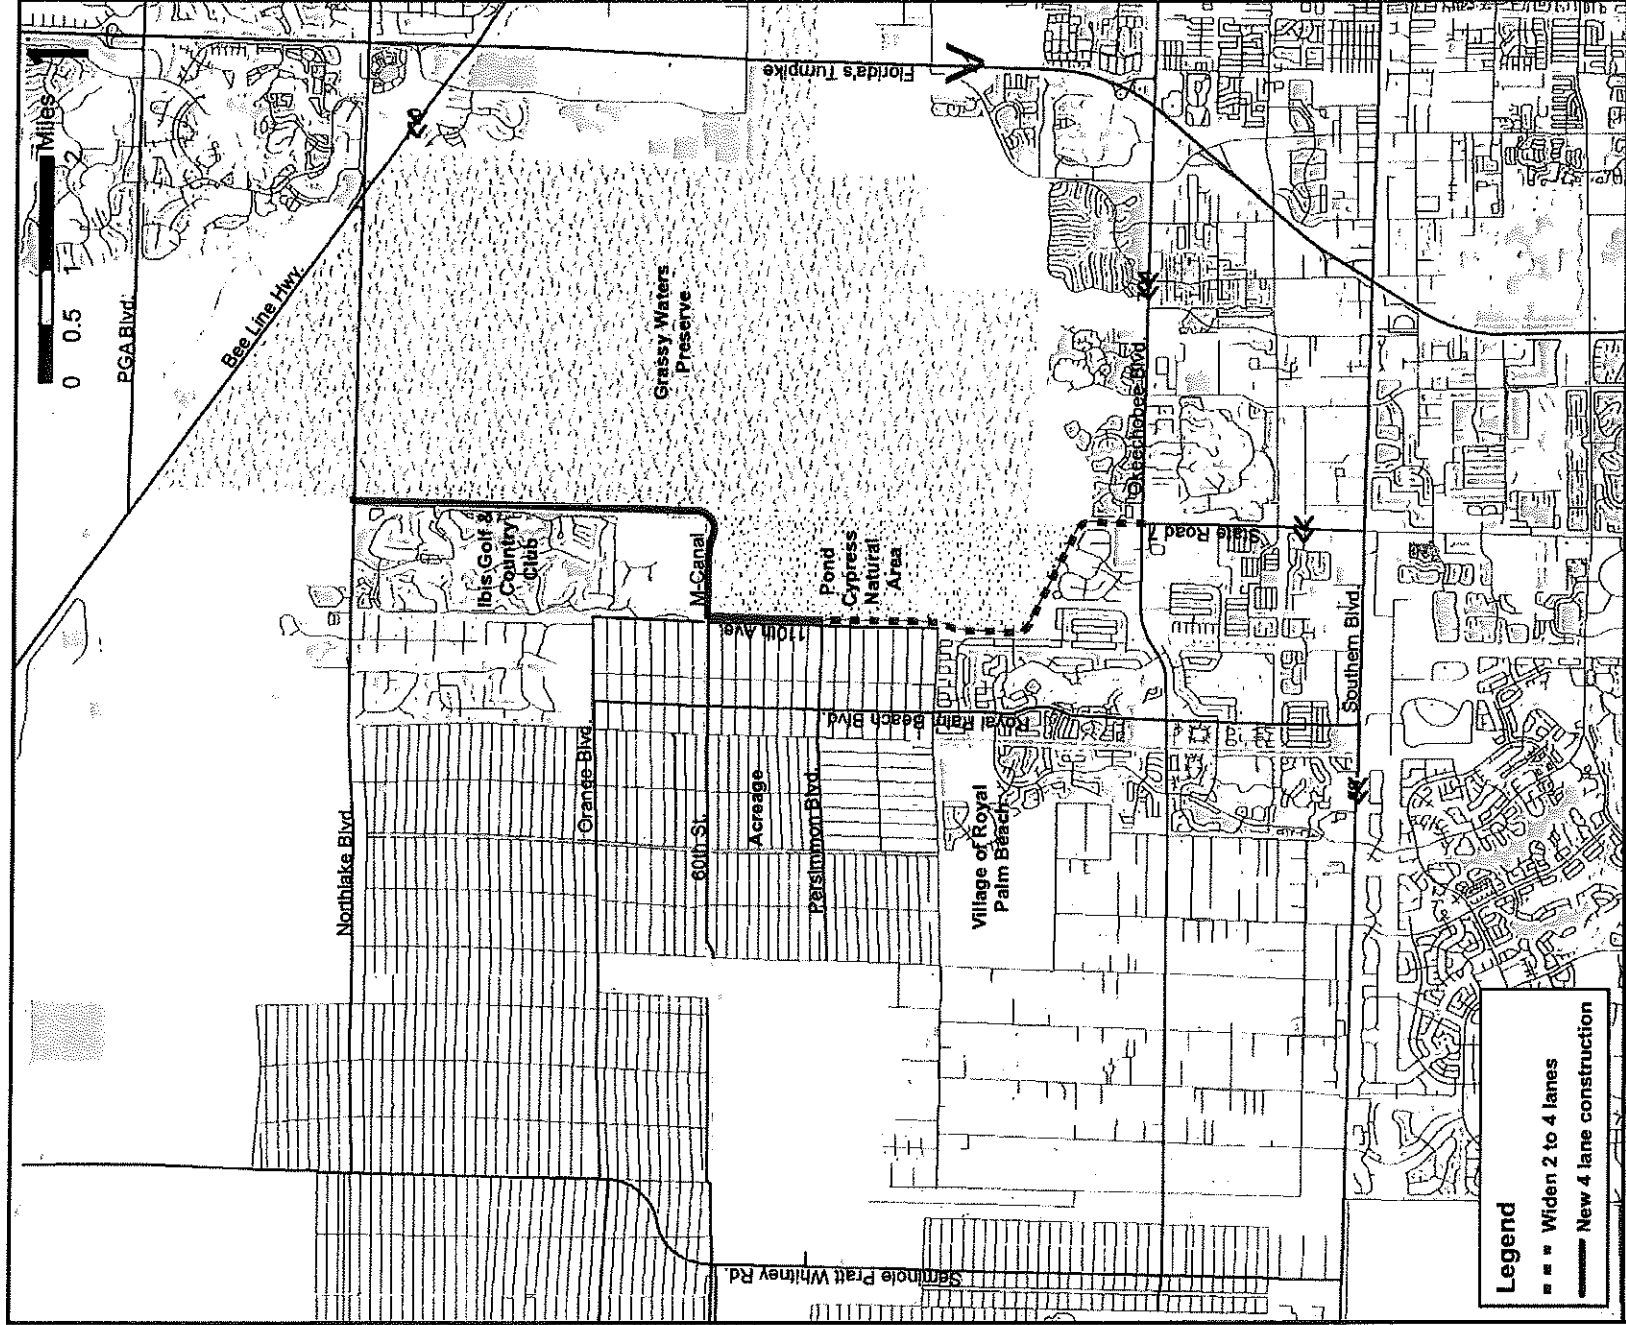 Miles
0 0.5 1 2
PGA Blvd.
Bee Line Hwy.
Florida's Turnpike
Northlake Blvd
Ibis Golf &
Country
Club
Grassy Waters
Preserve
Orange Blvd.
M-Canal
60th St.
110th Ave.
Acreage
Persimmon Blvd.
Pond
Cypress
Natural
Area
Royal Palm Beach Blvd.
Village of Royal
Palm Beach
Seminole Pratt Whitney Rd.
Okeechobee Blvd.
State Road 7
Southern Blvd.
Legend
Widen 2 to 4 lanes
New 4 lane construction